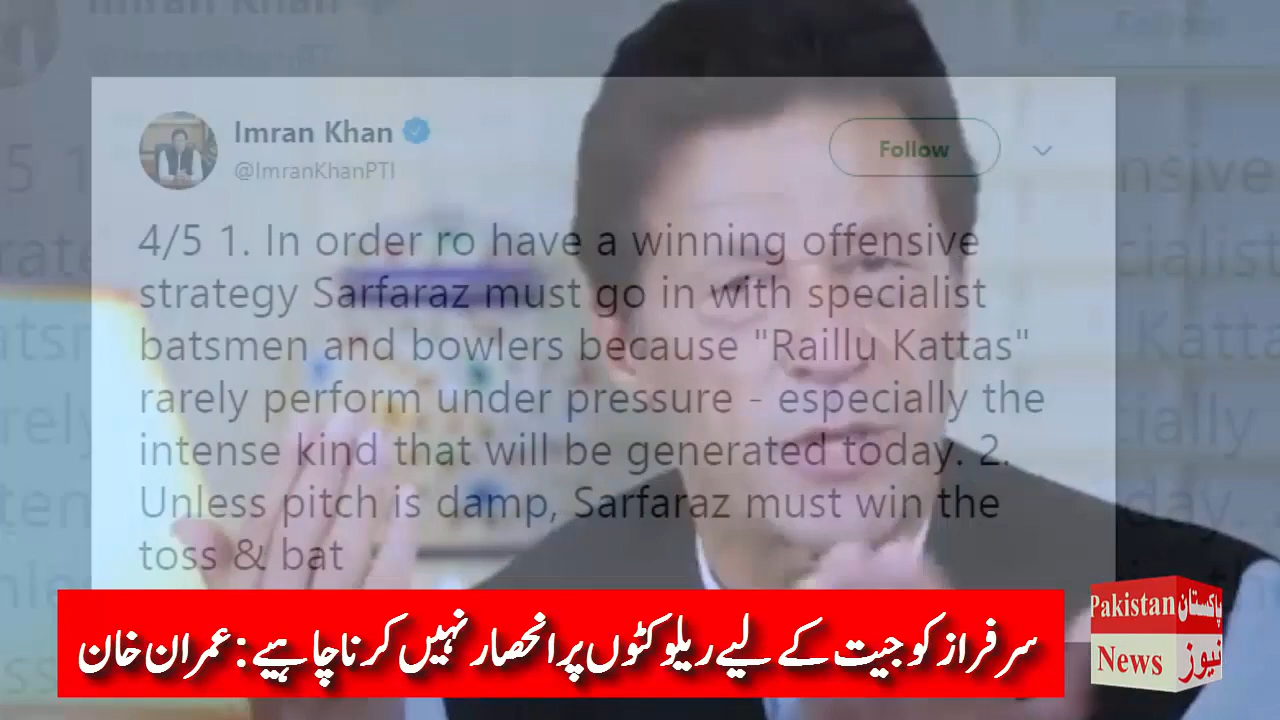 Imran Khan
@ImranKhanPTI
Follow
4/5 1. In order ro have a winning offensive
strategy Sarfaraz must go in with specialist
batsmen and bowlers because "Raillu Kattas"
rarely perform under pressure - especially the
intense kind that will be generated today. 2.
Unless pitch is damp, Sarfaraz must win the
toss & bat
سرفراز کو جیت کے لیے ریلو کٹوں پر انحصار نہیں کرنا چاہیے : عمران خان
Pakistan پاکستان
News نیوز